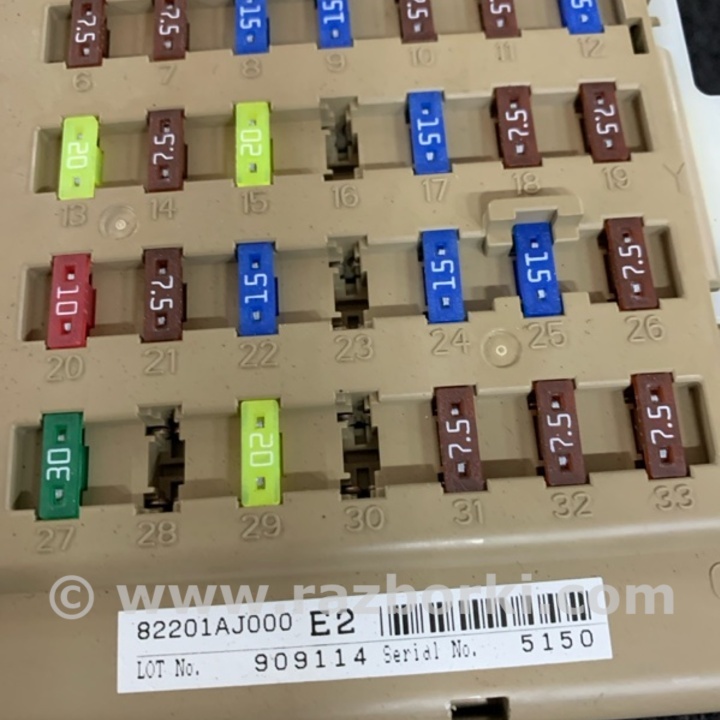 7.5 7.5 15 15 7.5 7.5 15
6 7 8 9 10 11 12
20 7.5 20 15 7.5 7.5
13 14 15 16 17 18 19
Y
10 7.5 15 15 15 7.5
20 21 22 23 24 25 26
30 20 7.5 7.5 7.5
27 28 29 30 31 32 33
© www.razborki.com
82201AJ000 E2
LOT No. 909114 Serial No. 5150